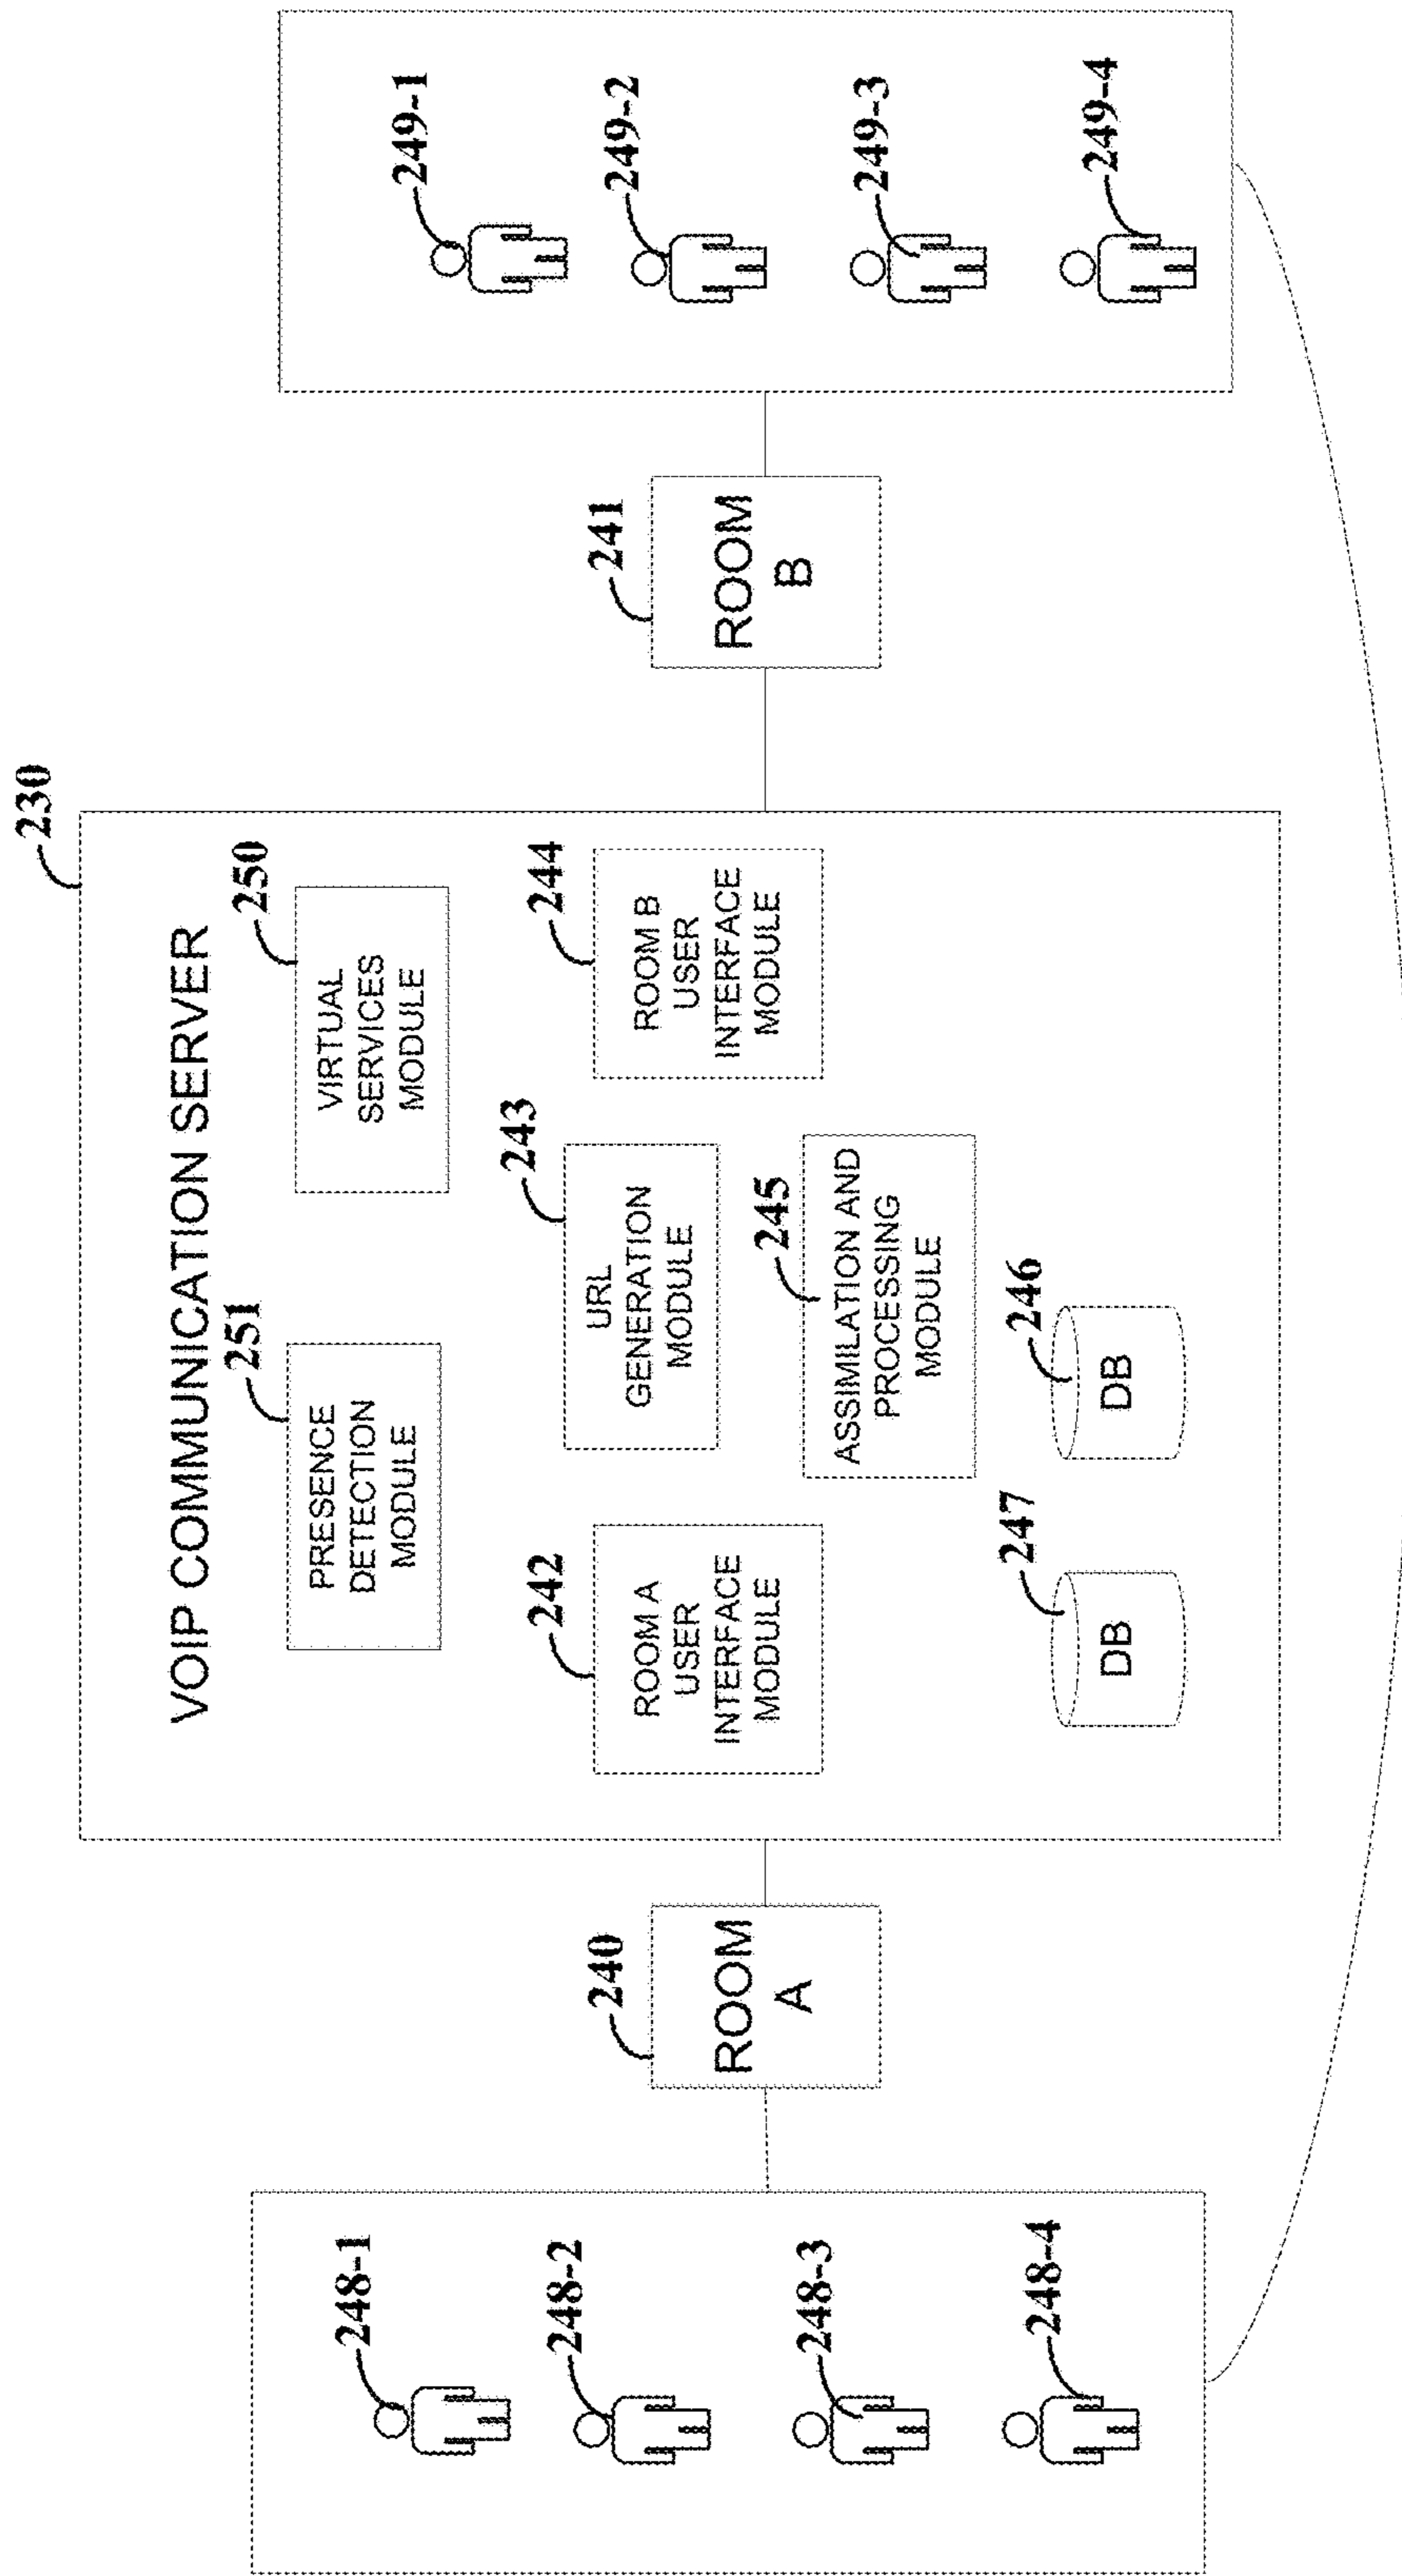 230
VOIP COMMUNICATION SERVER
251
PRESENCE
DETECTION
MODULE
250
VIRTUAL
SERVICES
MODULE
242
ROOM A
USER
INTERFACE
MODULE
243
URL
GENERATION
MODULE
244
ROOM B
USER
INTERFACE
MODULE
245
ASSIMILATION AND
PROCESSING
MODULE
247
DB
246
DB
240
ROOM
A
241
ROOM
B
248-1
248-2
248-3
248-4
249-1
249-2
249-3
249-4